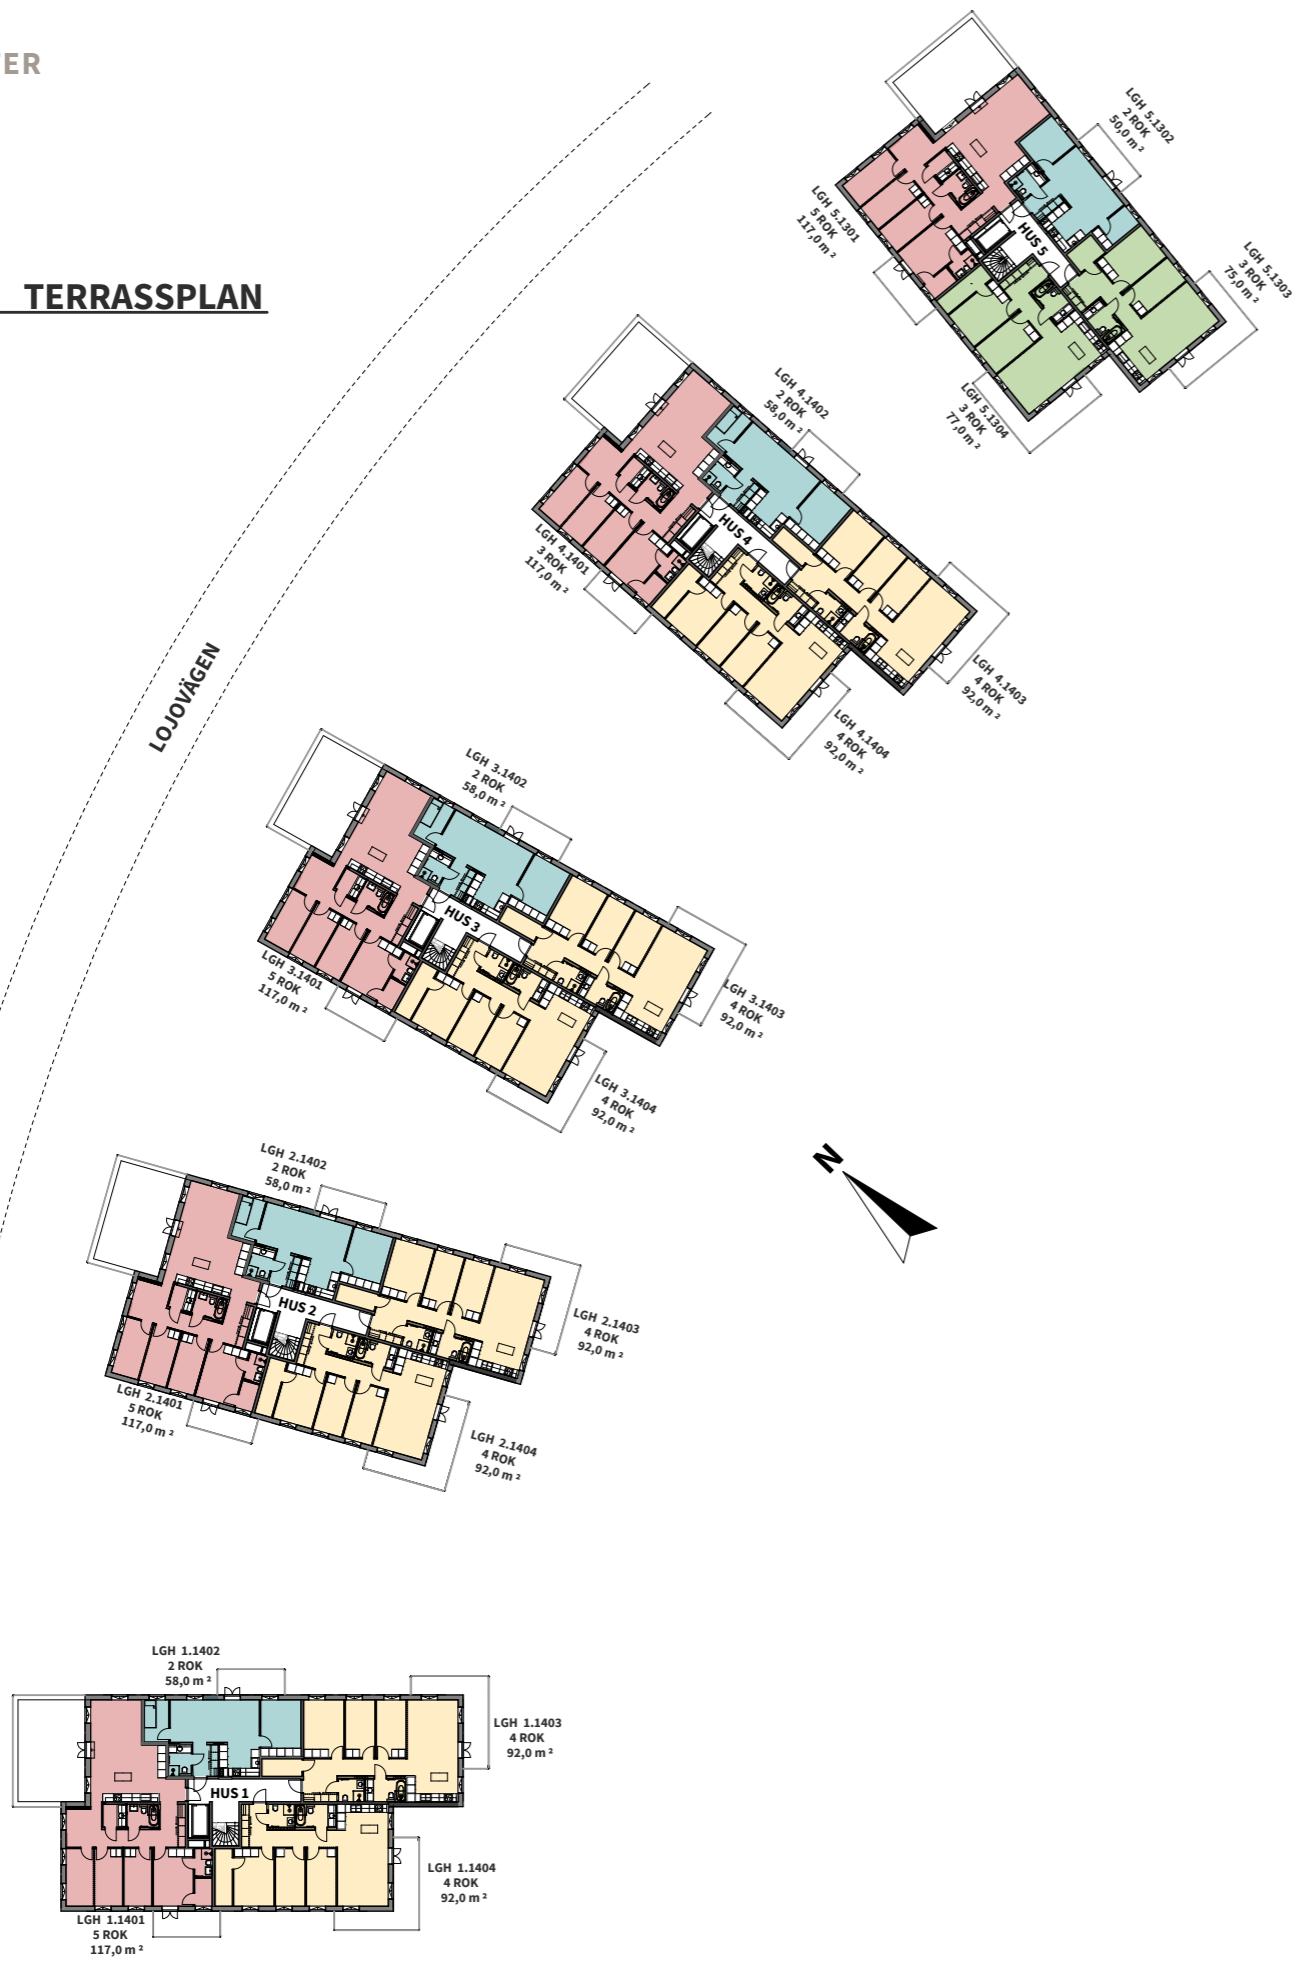 TER
TERRASSPLAN
LOJOVÄGEN
LGH 5.1302
2 ROK
50,0 m²
LGH 5.1301
5 ROK
117,0 m²
HUS 5
LGH 5.1303
3 ROK
75,0 m²
LGH 5.1304
3 ROK
77,0 m²
LGH 4.1402
2 ROK
58,0 m²
HUS 4
LGH 4.1401
3 ROK
117,0 m²
LGH 4.1403
4 ROK
92,0 m²
LGH 4.1404
4 ROK
92,0 m²
LGH 3.1402
2 ROK
58,0 m²
HUS 3
LGH 3.1401
5 ROK
117,0 m²
LGH 3.1403
4 ROK
92,0 m²
LGH 3.1404
4 ROK
92,0 m²
N
LGH 2.1402
2 ROK
58,0 m²
HUS 2
LGH 2.1403
4 ROK
92,0 m²
LGH 2.1401
5 ROK
117,0 m²
LGH 2.1404
4 ROK
92,0 m²
LGH 1.1402
2 ROK
58,0 m²
LGH 1.1403
4 ROK
92,0 m²
HUS 1
LGH 1.1404
4 ROK
92,0 m²
LGH 1.1401
5 ROK
117,0 m²